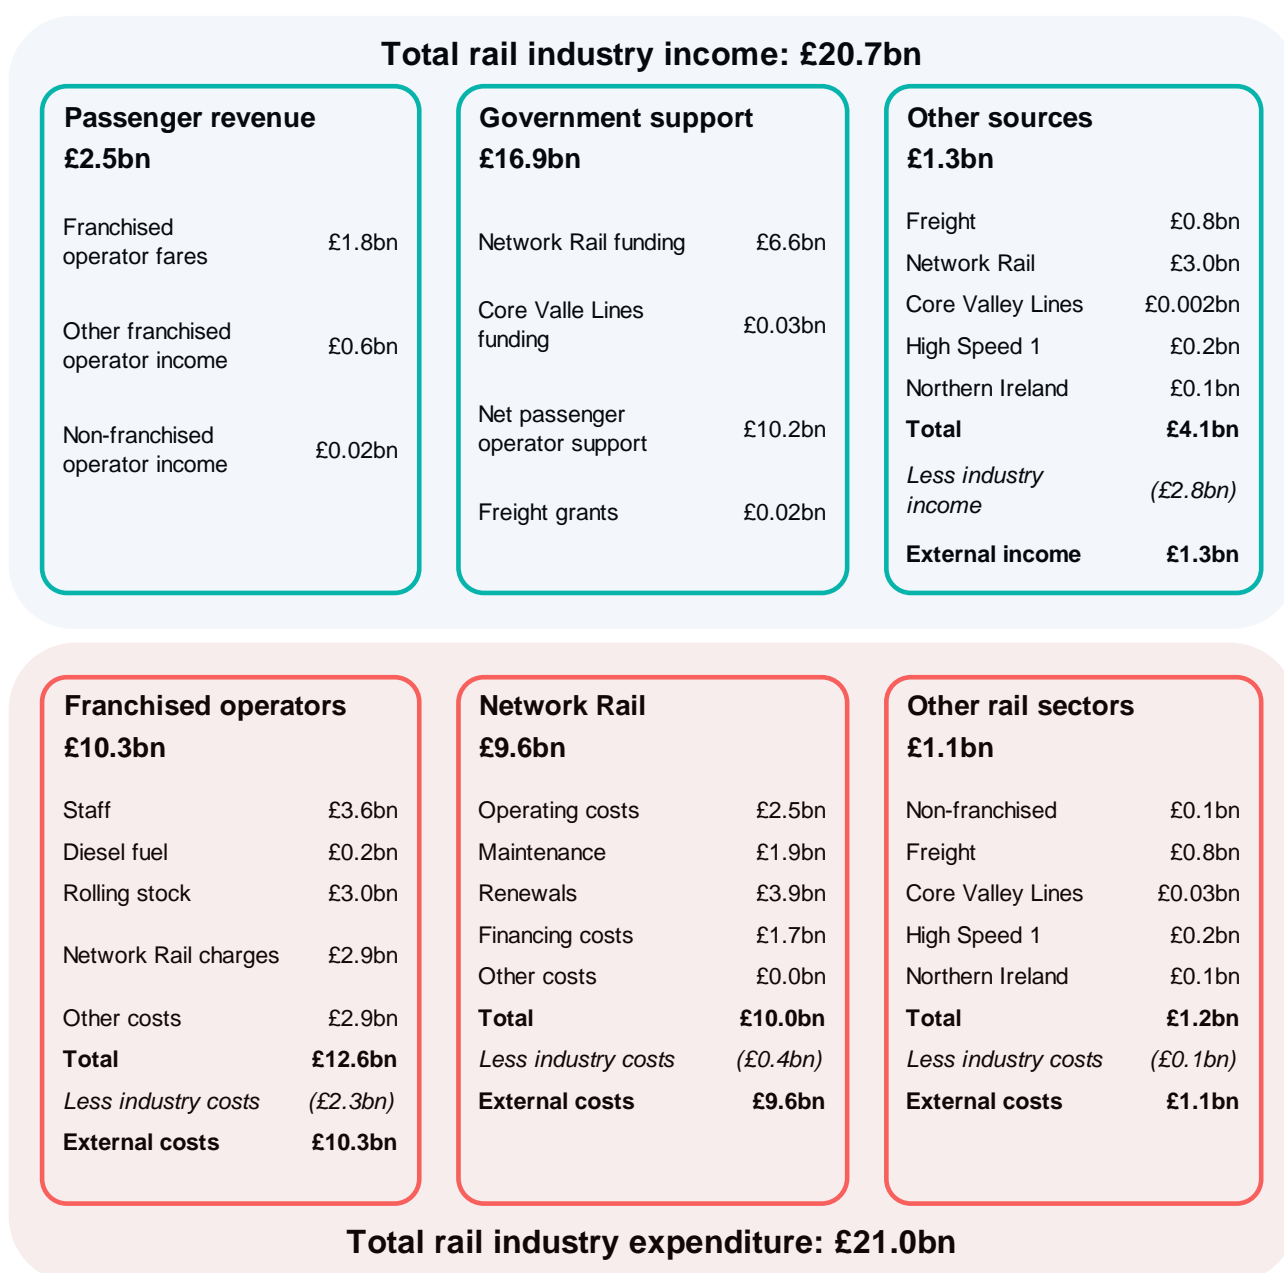 Total rail industry income: £20.7bn
Passenger revenue
£2.5bn
Franchised
operator fares £1.8bn
Other franchised
operator income £0.6bn
Non-franchised
operator income £0.02bn
Government support
£16.9bn
Network Rail funding £6.6bn
Core Valle Lines
funding £0.03bn
Net passenger
operator support £10.2bn
Freight grants £0.02bn
Other sources
£1.3bn
Freight £0.8bn
Network Rail £3.0bn
Core Valley Lines £0.002bn
High Speed 1 £0.2bn
Northern Ireland £0.1bn
Total £4.1bn
Less industry
income (£2.8bn)
External income £1.3bn
Franchised operators
£10.3bn
Staff £3.6bn
Diesel fuel £0.2bn
Rolling stock £3.0bn
Network Rail charges £2.9bn
Other costs £2.9bn
Total £12.6bn
Less industry costs (£2.3bn)
External costs £10.3bn
Network Rail
£9.6bn
Operating costs £2.5bn
Maintenance £1.9bn
Renewals £3.9bn
Financing costs £1.7bn
Other costs £0.0bn
Total £10.0bn
Less industry costs (£0.4bn)
External costs £9.6bn
Other rail sectors
£1.1bn
Non-franchised £0.1bn
Freight £0.8bn
Core Valley Lines £0.03bn
High Speed 1 £0.2bn
Northern Ireland £0.1bn
Total £1.2bn
Less industry costs (£0.1bn)
External costs £1.1bn
Total rail industry expenditure: £21.0bn